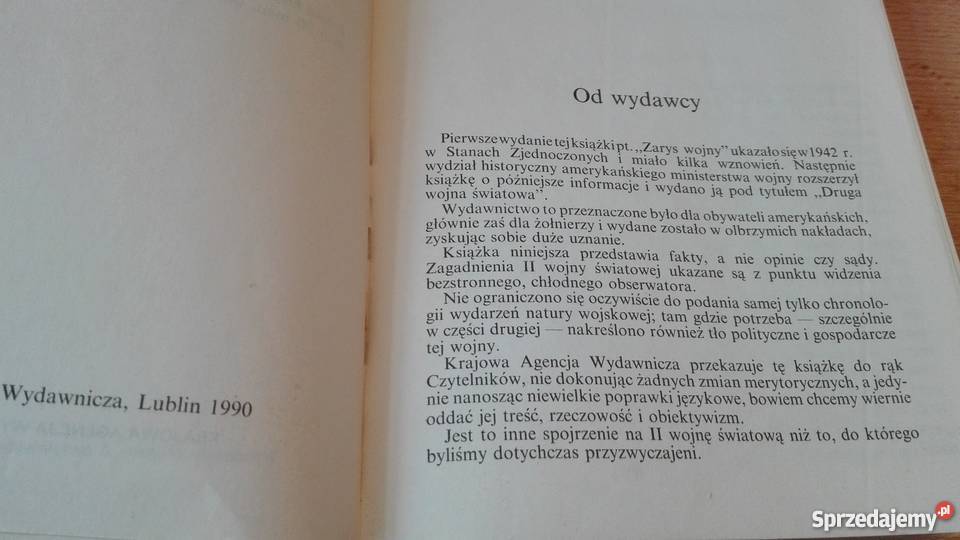 Wydawnicza, Lublin 1990
Od wydawcy
Pierwsze wydanie tej książki pt. „Zarys wojny” ukazało się w 1942 r.
w Stanach Zjednoczonych i miało kilka wznowień. Następnie
wydział historyczny amerykańskiego ministerstwa wojny rozszerzył
książkę o późniejsze informacje i wydano ją pod tytułem „Druga
wojna światowa”.
Wydawnictwo to przeznaczone było dla obywateli amerykańskich,
głównie zaś dla żołnierzy i wydane zostało w olbrzymich nakładach,
zyskując sobie duże uznanie.
Książka niniejsza przedstawia fakty, a nie opinie czy sądy.
Zagadnienia II wojny światowej ukazane są z punktu widzenia
bezstronnego, chłodnego obserwatora.
Nie ograniczono się oczywiście do podania samej tylko chronolo-
gii wydarzeń natury wojskowej; tam gdzie potrzeba — szczególnie
w części drugiej — nakreślono również tło polityczne i gospodarcze
tej wojny.
Krajowa Agencja Wydawnicza przekazuje tę książkę do rąk
Czytelników, nie dokonując żadnych zmian merytorycznych, a jedy-
nie nanosząc niewielkie poprawki językowe, bowiem chcemy wiernie
oddać jej treść, rzeczowość i obiektywizm.
Jest to inne spojrzenie na II wojnę światową niż to, do którego
byliśmy dotychczas przyzwyczajeni.
Sprzedajemy.pl